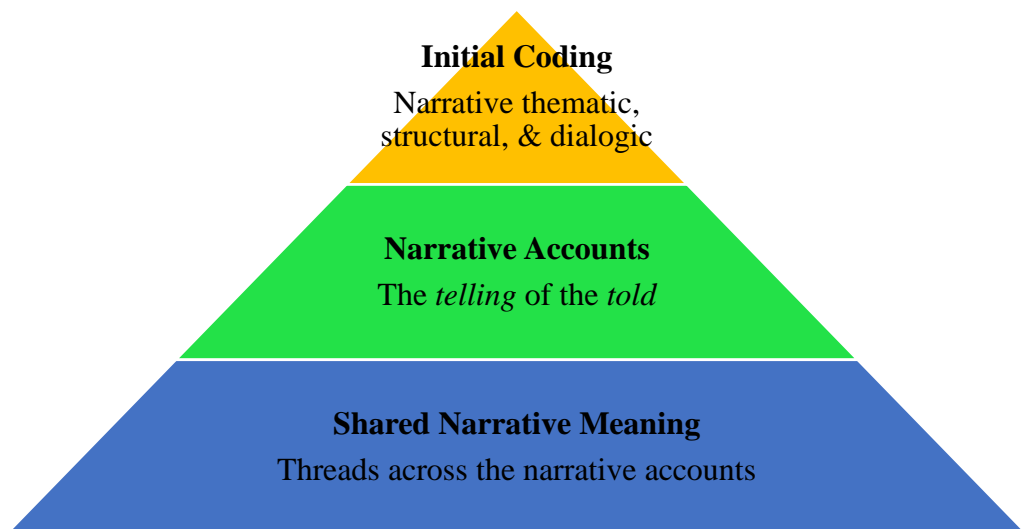 Initial Coding
Narrative thematic,
structural, & dialogic
Narrative Accounts
The telling of the told
Shared Narrative Meaning
Threads across the narrative accounts